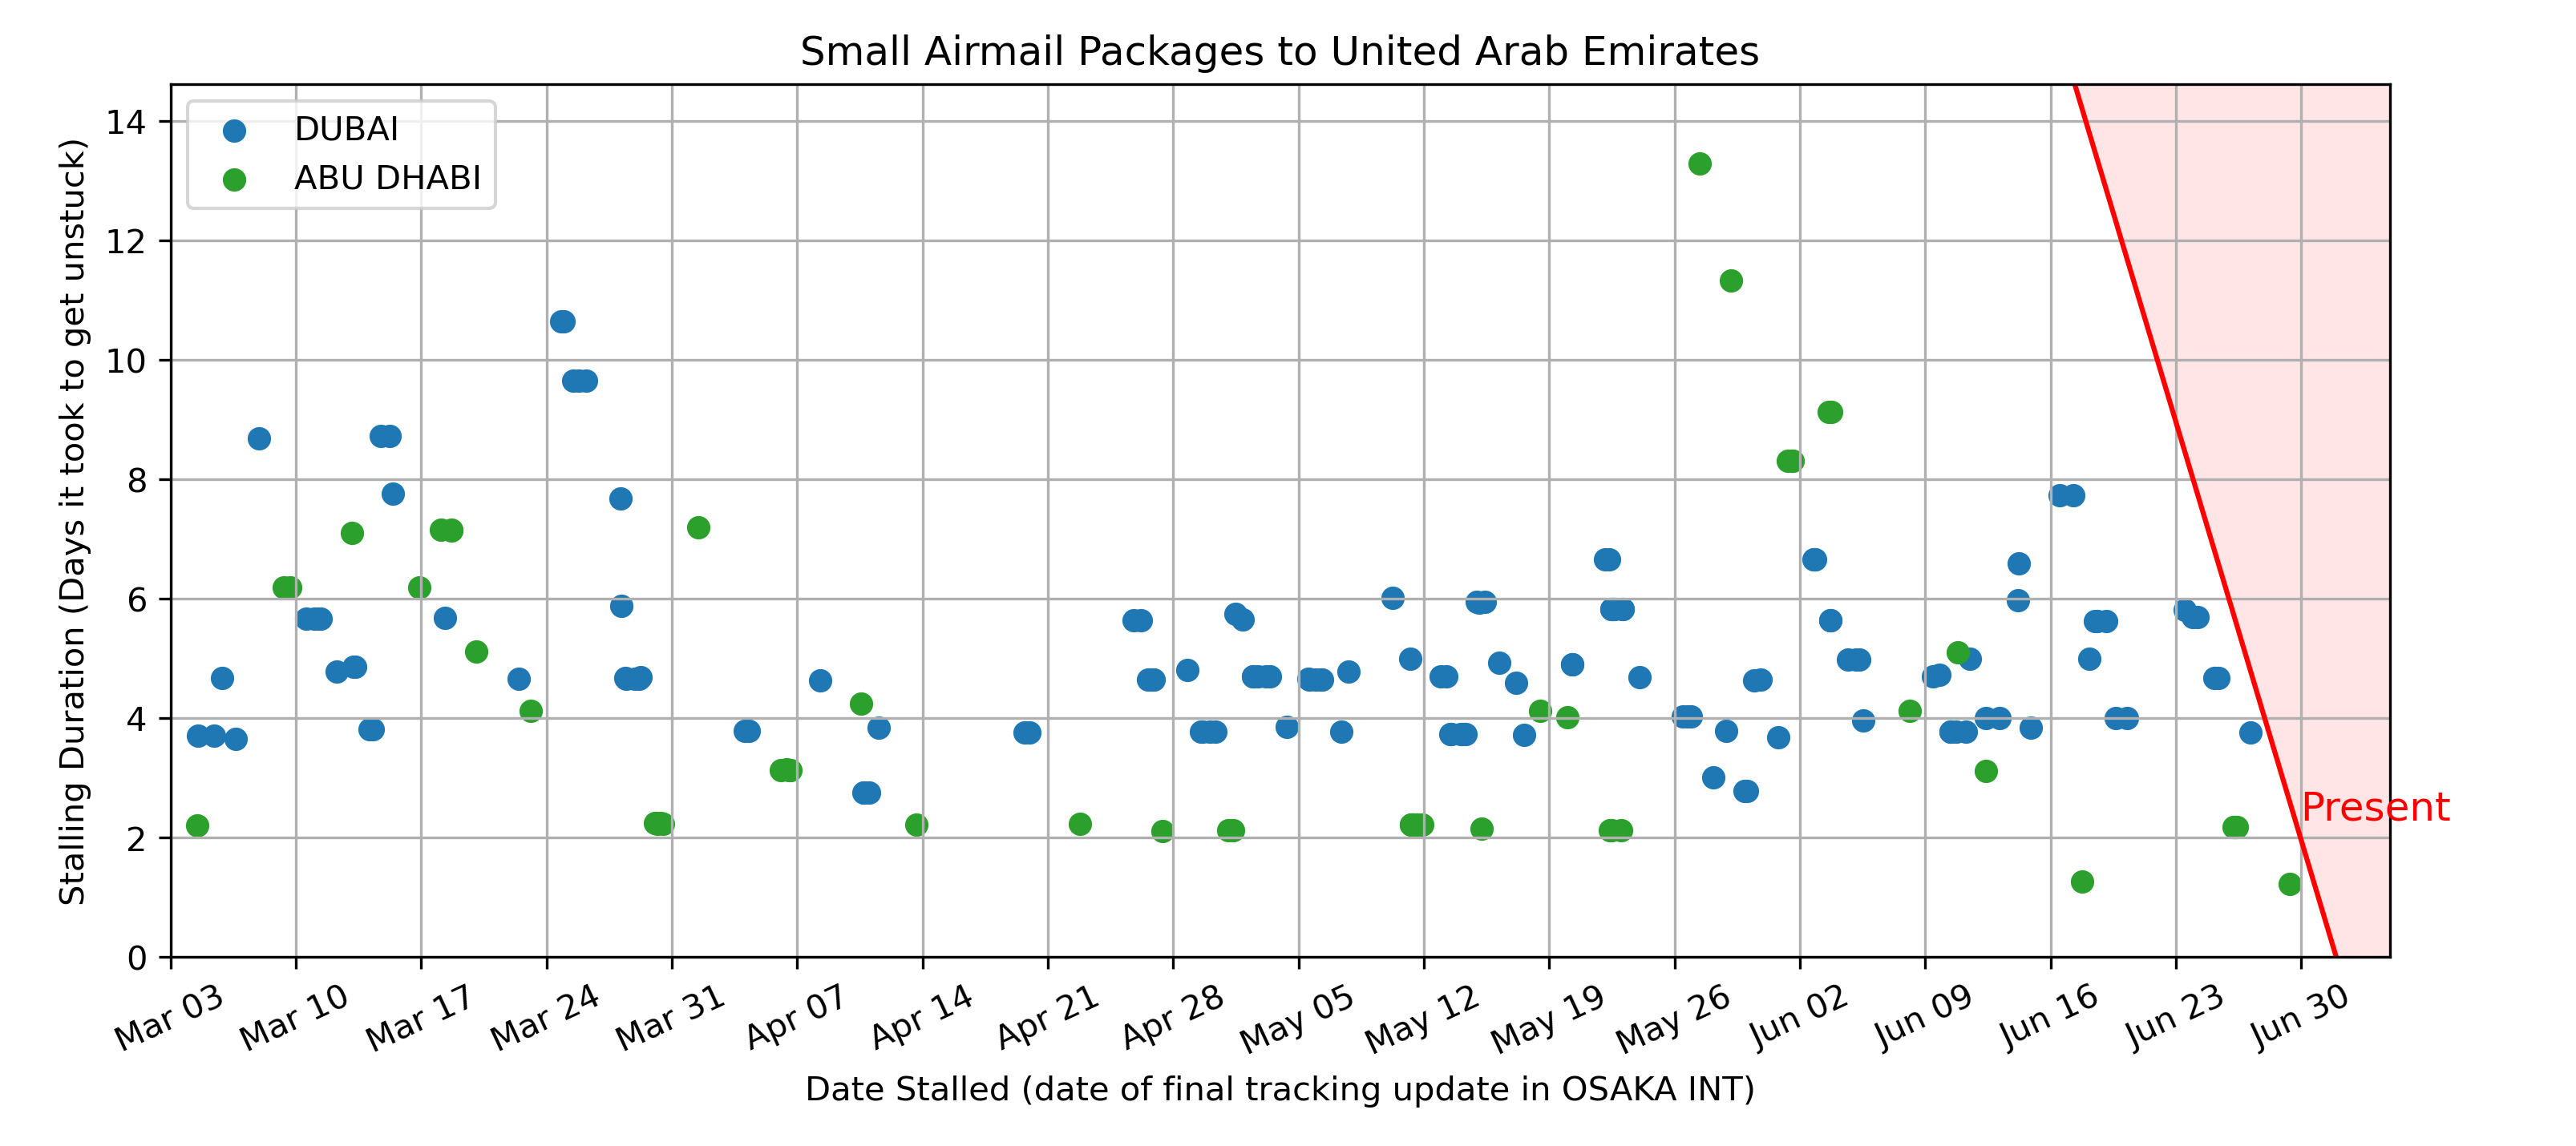 Small Airmail Packages to United Arab Emirates
DUBAI
ABU DHABI
Stalling Duration (Days it took to get unstuck)
14
12
10
8
6
4
2
0
Present
Mar 03
Mar 10
Mar 17
Mar 24
Mar 31
Apr 07
Apr 14
Apr 21
Apr 28
May 05
May 12
May 19
May 26
Jun 02
Jun 09
Jun 16
Jun 23
Jun 30
Date Stalled (date of final tracking update in OSAKA INT)